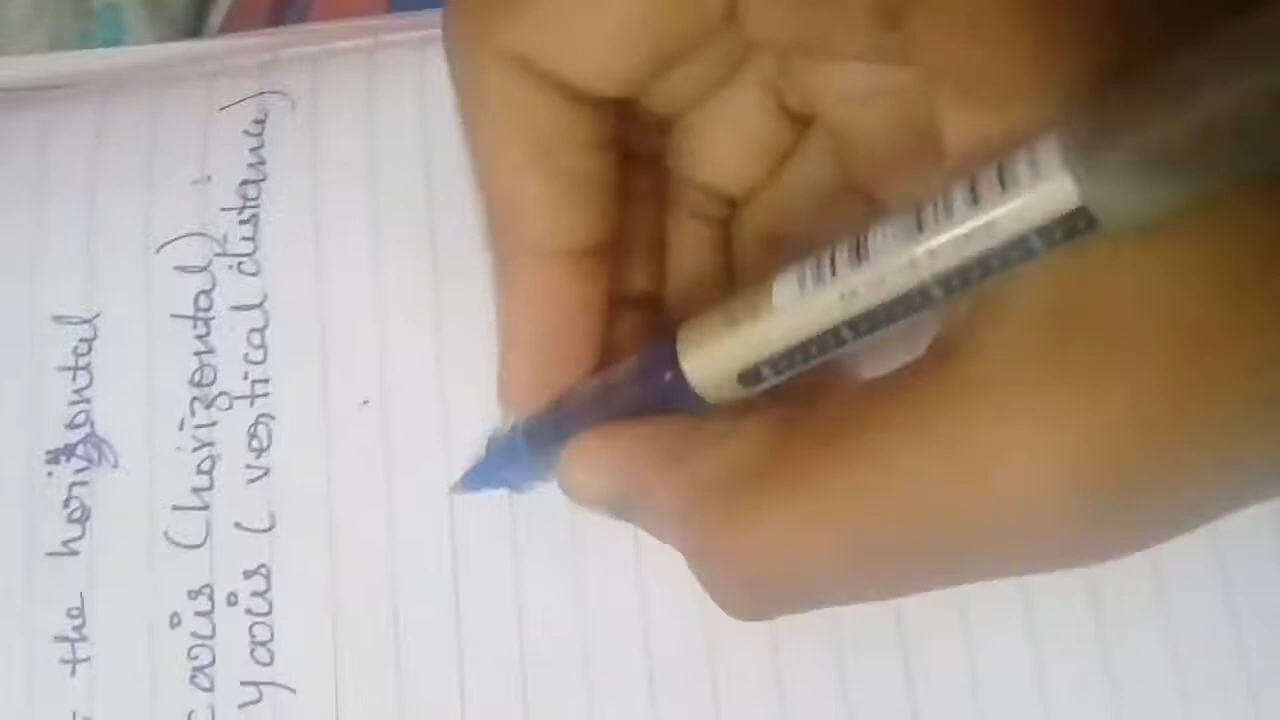 the horizontal
axis (horizontal)
y axis ( vertical distance)